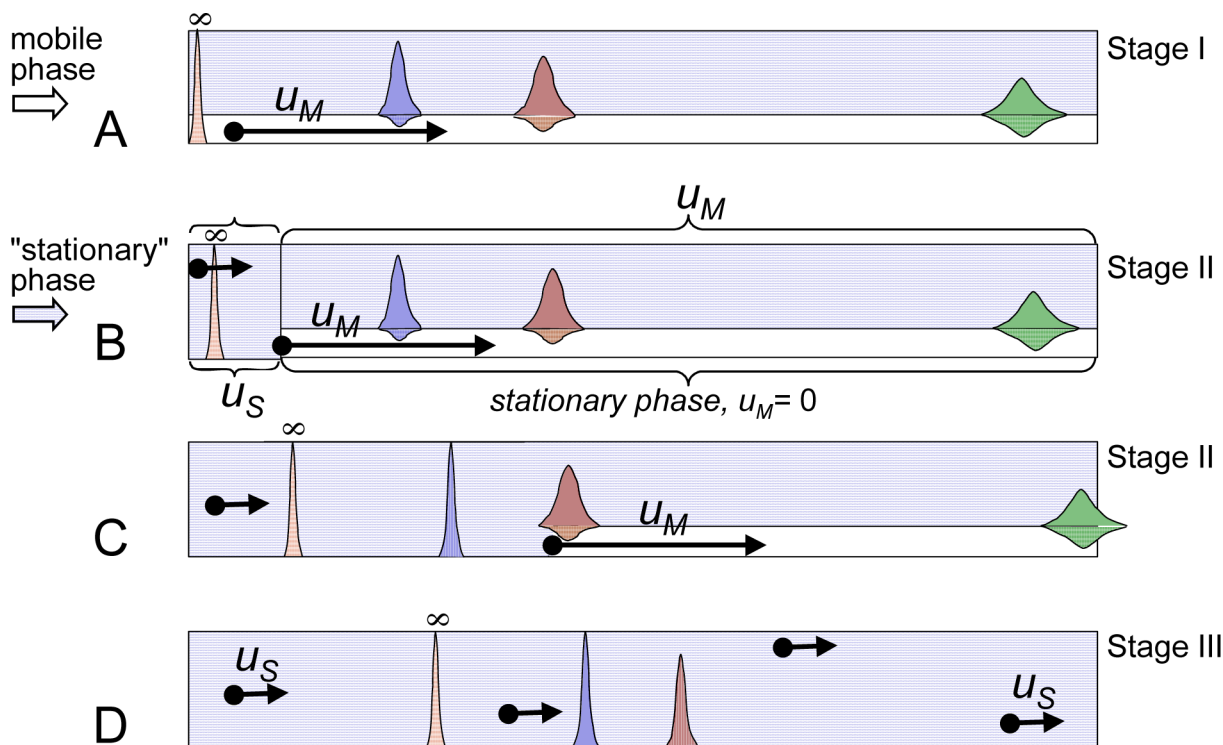 ∞
mobile
phase
A
u_M
Stage I
u_M
"stationary"
phase
∞
B
u_M
Stage II
u_S
stationary phase, u_M= 0
∞
C
u_M
Stage II
∞
D
u_S
u_S
Stage III